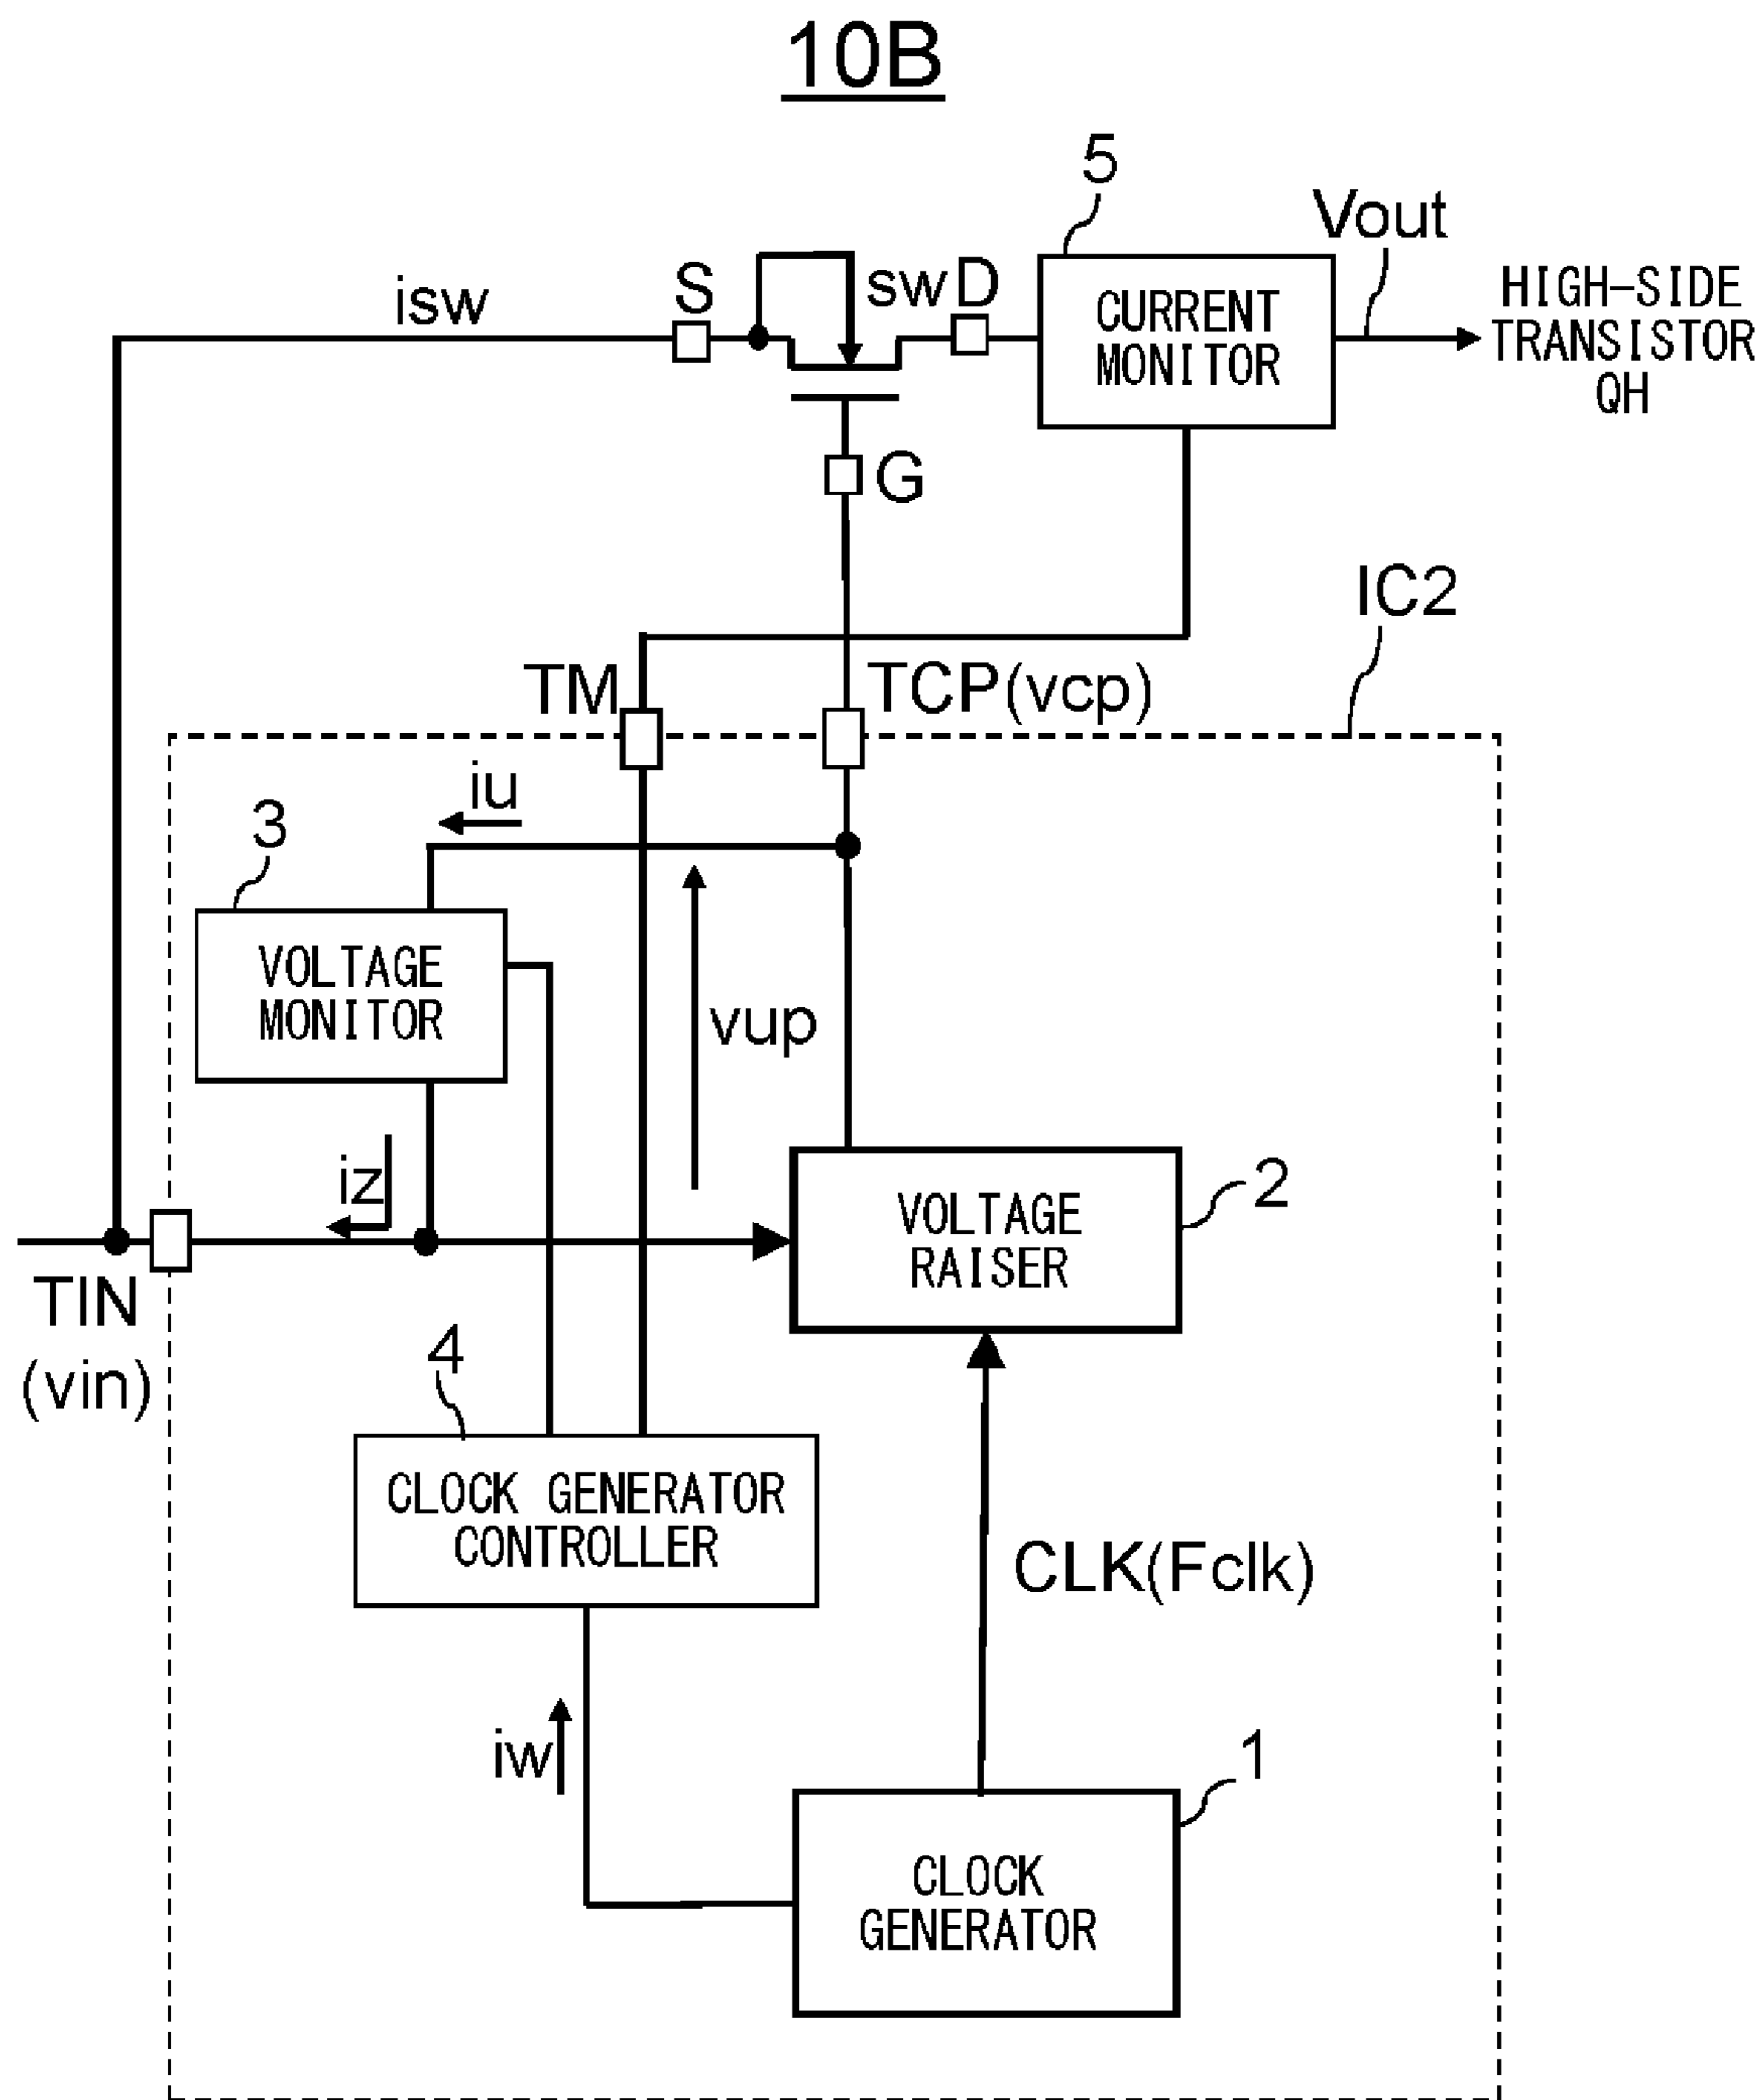 10B
5
Vout
isw
S
sw
D
CURRENT
MONITOR
HIGH-SIDE
TRANSISTOR
QH
G
IC2
TM
TCP(vcp)
iu
3
VOLTAGE
MONITOR
vup
iz
2
VOLTAGE
RAISER
TIN
(vin)
4
CLOCK GENERATOR
CONTROLLER
CLK(Fclk)
iw
1
CLOCK
GENERATOR